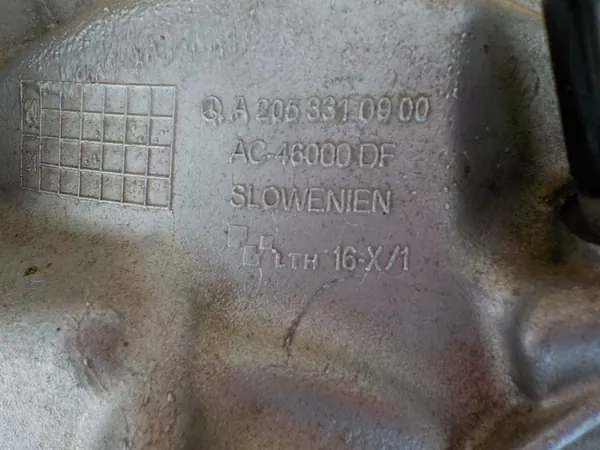 A 205 331 09 00
AC-46000 DF
SLOWENIEN
LTH 16-X/1